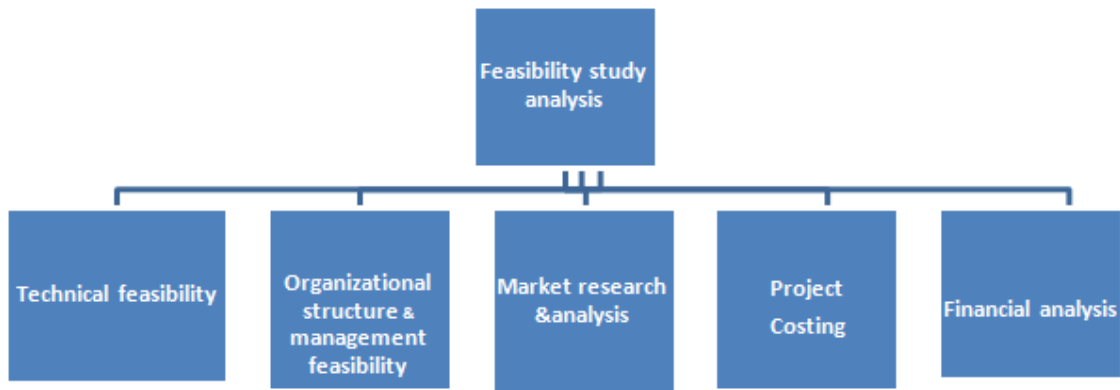 Feasibility study
analysis
Technical feasibility
Organizational
structure &
management
feasibility
Market research
&analysis
Project
Costing
Financial analysis